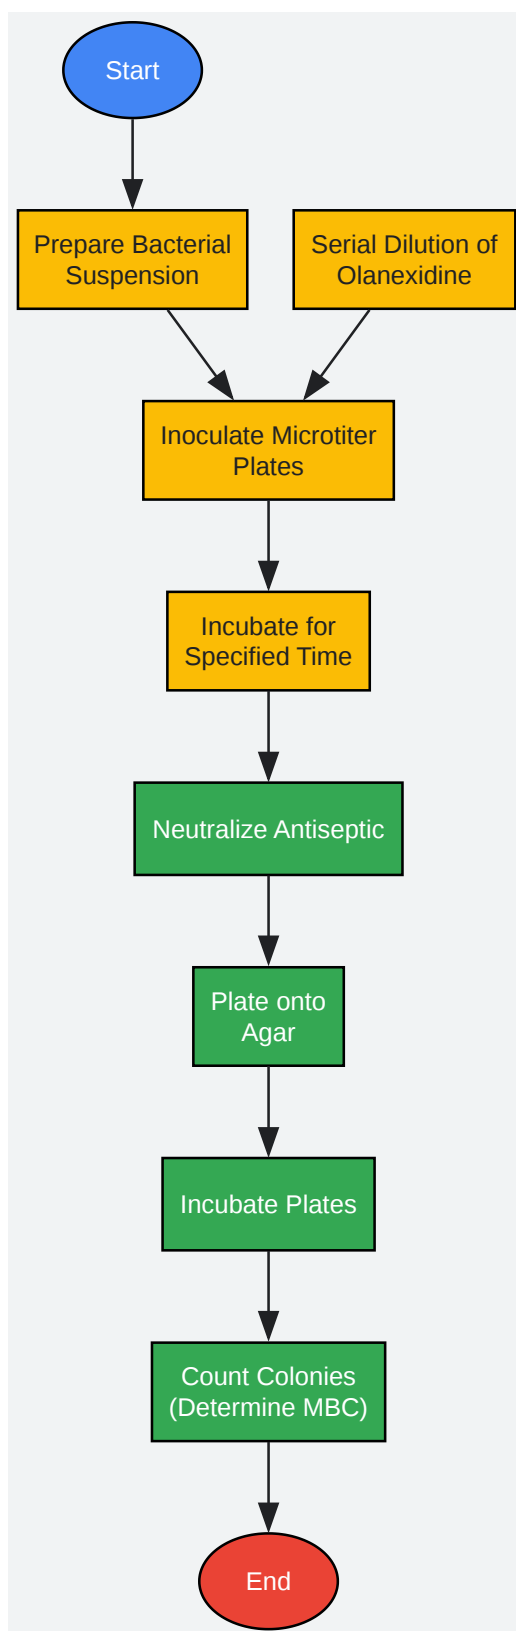 Start
Prepare Bacterial
Suspension
Serial Dilution of
Olanexidine
Inoculate Microtiter
Plates
Incubate for
Specified Time
Neutralize Antiseptic
Plate onto
Agar
Incubate Plates
Count Colonies
(Determine MBC)
End